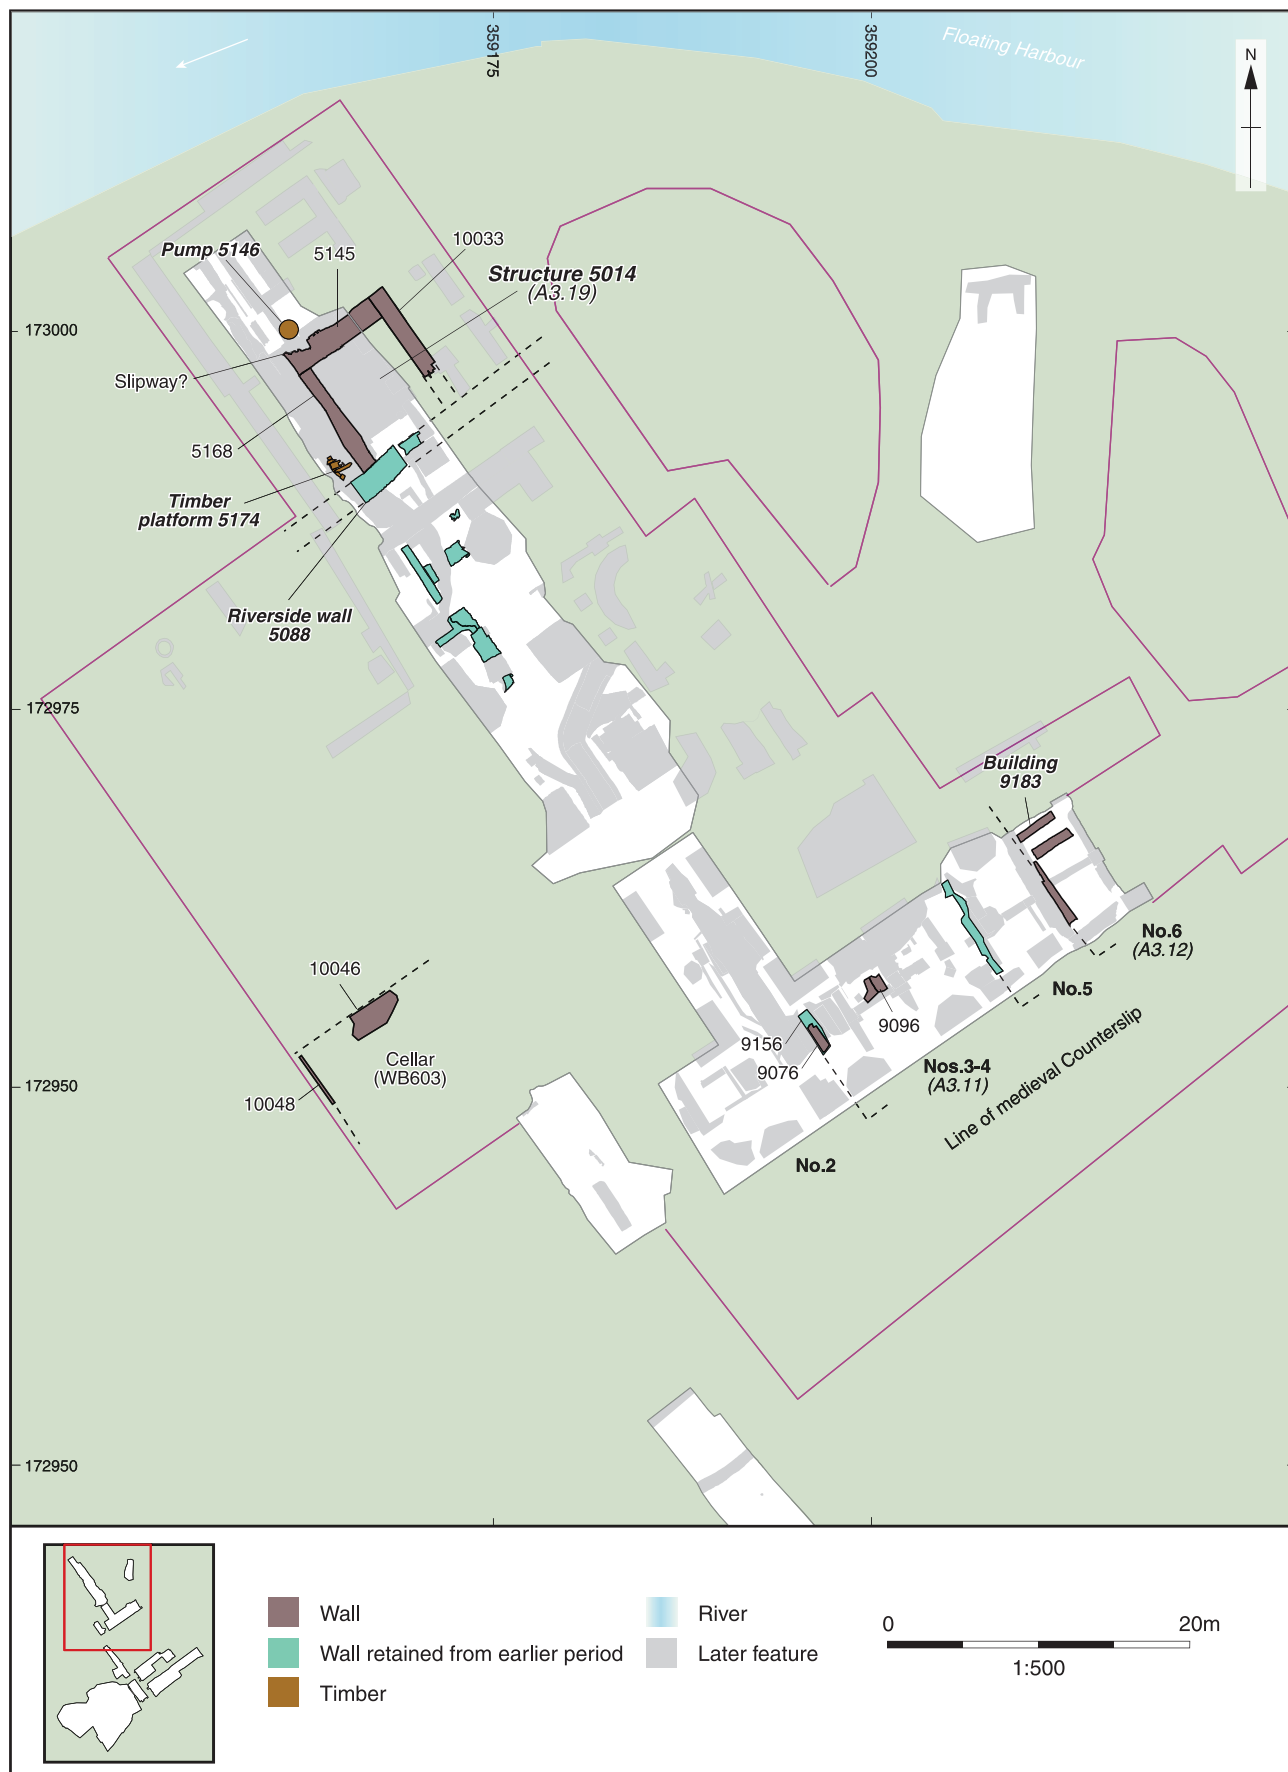 359175
359200
Floating Harbour
N
Pump 5146
5145
10033
Structure 5014
(A3.19)
173000
Slipway?
5168
Timber
platform 5174
Riverside wall
5088
172975
Building
9183
No.6
(A3.12)
No.5
10046
9156
9096
9076
Cellar
(WB603)
Nos.3-4
(A3.11)
172950
10048
Line of medieval Counterslip
No.2
172950
Wall
Wall retained from earlier period
Timber
River
Later feature
0 20m
1:500